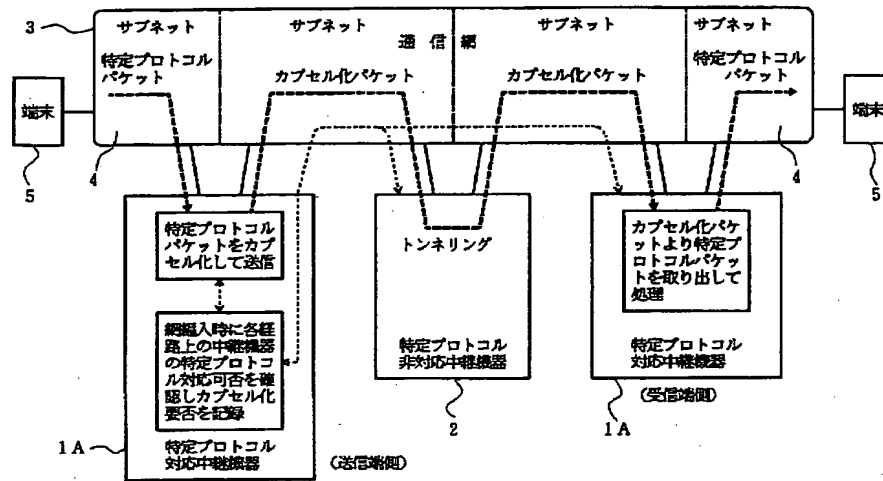 3
サブネット
サブネット
サブネット
サブネット
通信網
特定プロトコル
パケット
カプセル化パケット
カプセル化パケット
特定プロトコル
パケット
端末
端末
5
4
4
5
特定プロトコル
パケットをカプ
セル化して送信
トンネリング
カプセル化パケ
ットより特定プ
ロトコルパケッ
トを取り出して
処理
網編入時に各経
路上の中継機器
の特定プロトコ
ル対応可否を確
認しカプセル化
要否を記録
特定プロトコル
非対応中継機器
特定プロトコル
対応中継機器
2
1A
(受信端側)
1A
特定プロトコル
対応中継機器
(送信端側)